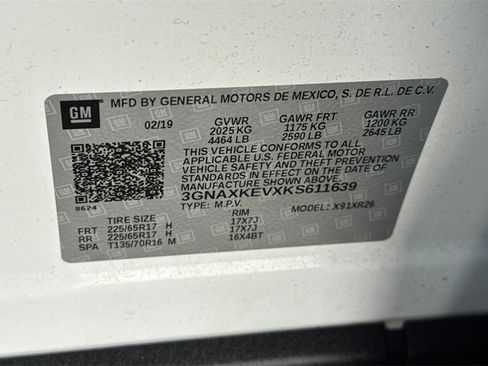 GM MFD BY GENERAL MOTORS DE MEXICO, S. DE R.L. DE C.V.
02/19 GVWR GAWR FRT GAWR RR
2025 KG 1175 KG 1200 KG
4464 LB 2590 LB 2645 LB
THIS VEHICLE CONFORMS TO ALL
APPLICABLE U.S. FEDERAL MOTOR
VEHICLE SAFETY AND THEFT PREVENTION
STANDARDS IN EFFECT ON THE DATE OF
MANUFACTURE SHOWN ABOVE.
3GNAXKEVXKS611639
8624 TYPE: M.P.V. MODEL: X91XR26
TIRE SIZE RIM
FRT 225/65R17 H 17X7J
RR 225/65R17 H 17X7J
SPA T135/70R16 M 16X4BT